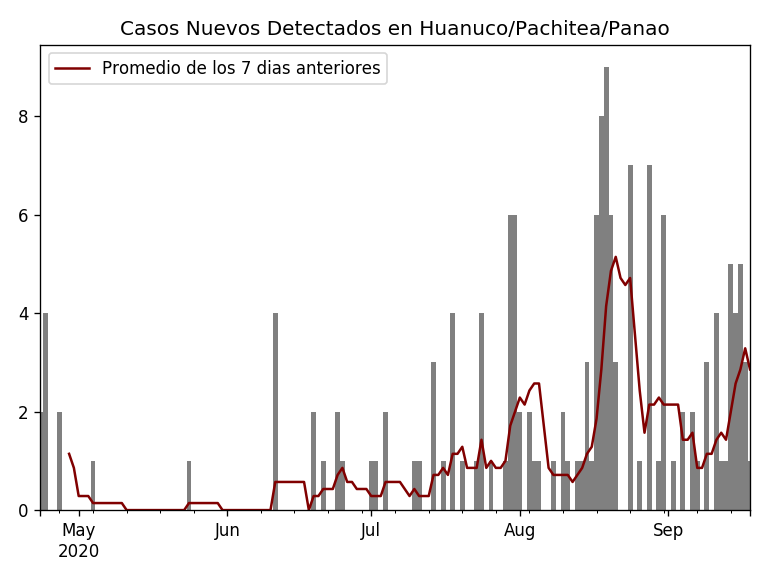 Casos Nuevos Detectados en Huanuco/Pachitea/Panao
Promedio de los 7 dias anteriores
8
6
4
2
0
May Jun Jul Aug Sep
2020